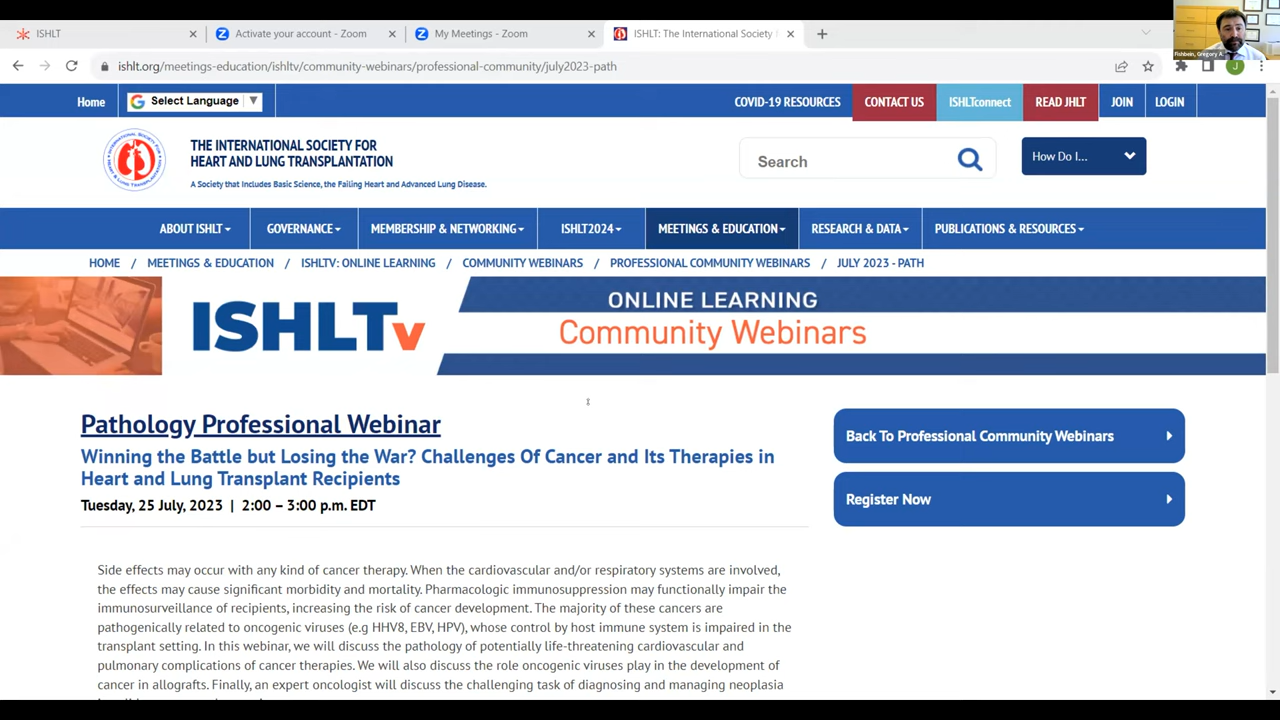 ISHLT
Activate your account - Zoom
My Meetings - Zoom
ISHLT: The International Society
Fishbein, Gregory A.
ishlt.org/meetings-education/ishltv/community-webinars/professional-community/july2023-path
J
Home
Select Language ▼
COVID-19 RESOURCES
CONTACT US
ISHLTconnect
READ JHLT
JOIN
LOGIN
THE INTERNATIONAL SOCIETY FOR
HEART AND LUNG TRANSPLANTATION
A Society that Includes Basic Science, the Failing Heart and Advanced Lung Disease.
Search
How Do I...
ABOUT ISHLT
GOVERNANCE
MEMBERSHIP & NETWORKING
ISHLT2024
MEETINGS & EDUCATION
RESEARCH & DATA
PUBLICATIONS & RESOURCES
HOME / MEETINGS & EDUCATION / ISHLTV: ONLINE LEARNING / COMMUNITY WEBINARS / PROFESSIONAL COMMUNITY WEBINARS / JULY 2023 - PATH
ISHLTv
ONLINE LEARNING
Community Webinars
Pathology Professional Webinar
Winning the Battle but Losing the War? Challenges Of Cancer and Its Therapies in
Heart and Lung Transplant Recipients
Tuesday, 25 July, 2023 | 2:00 – 3:00 p.m. EDT
Back To Professional Community Webinars
Register Now
Side effects may occur with any kind of cancer therapy. When the cardiovascular and/or respiratory systems are involved,
the effects may cause significant morbidity and mortality. Pharmacologic immunosuppression may functionally impair the
immunosurveillance of recipients, increasing the risk of cancer development. The majority of these cancers are
pathogenically related to oncogenic viruses (e.g HHV8, EBV, HPV), whose control by host immune system is impaired in the
transplant setting. In this webinar, we will discuss the pathology of potentially life-threatening cardiovascular and
pulmonary complications of cancer therapies. We will also discuss the role oncogenic viruses play in the development of
cancer in allografts. Finally, an expert oncologist will discuss the challenging task of diagnosing and managing neoplasia